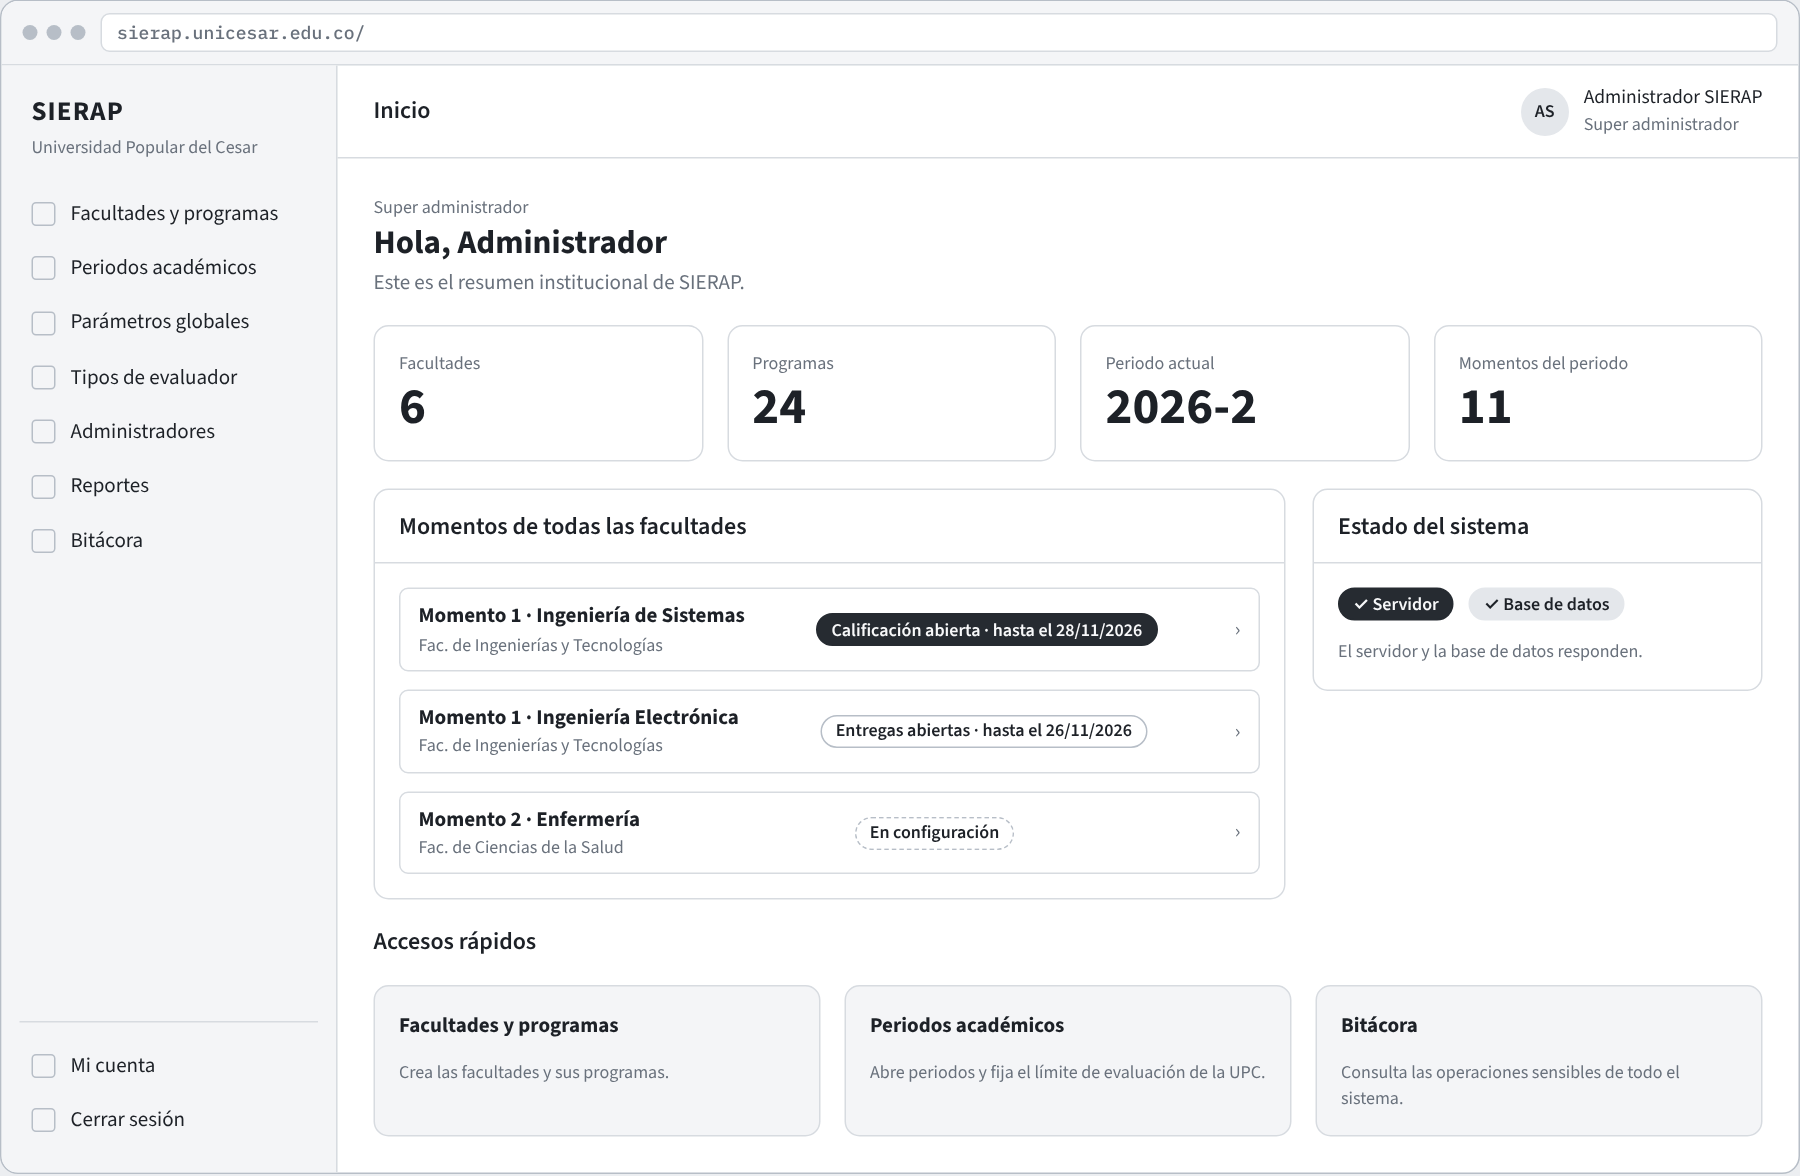 sierap.unicesar.edu.co/
SIERAP
Universidad Popular del Cesar
Facultades y programas
Periodos académicos
Parámetros globales
Tipos de evaluador
Administradores
Reportes
Bitácora
Mi cuenta
Cerrar sesión
Inicio
AS
Administrador SIERAP
Super administrador
Super administrador
Hola, Administrador
Este es el resumen institucional de SIERAP.
Facultades
6
Programas
24
Periodo actual
2026-2
Momentos del periodo
11
Momentos de todas las facultades
Momento 1 · Ingeniería de Sistemas
Fac. de Ingenierías y Tecnologías
Calificación abierta · hasta el 28/11/2026
›
Momento 1 · Ingeniería Electrónica
Fac. de Ingenierías y Tecnologías
Entregas abiertas · hasta el 26/11/2026
›
Momento 2 · Enfermería
Fac. de Ciencias de la Salud
En configuración
›
Estado del sistema
✓ Servidor
✓ Base de datos
El servidor y la base de datos responden.
Accesos rápidos
Facultades y programas
Crea las facultades y sus programas.
Periodos académicos
Abre periodos y fija el límite de evaluación de la UPC.
Bitácora
Consulta las operaciones sensibles de todo el
sistema.